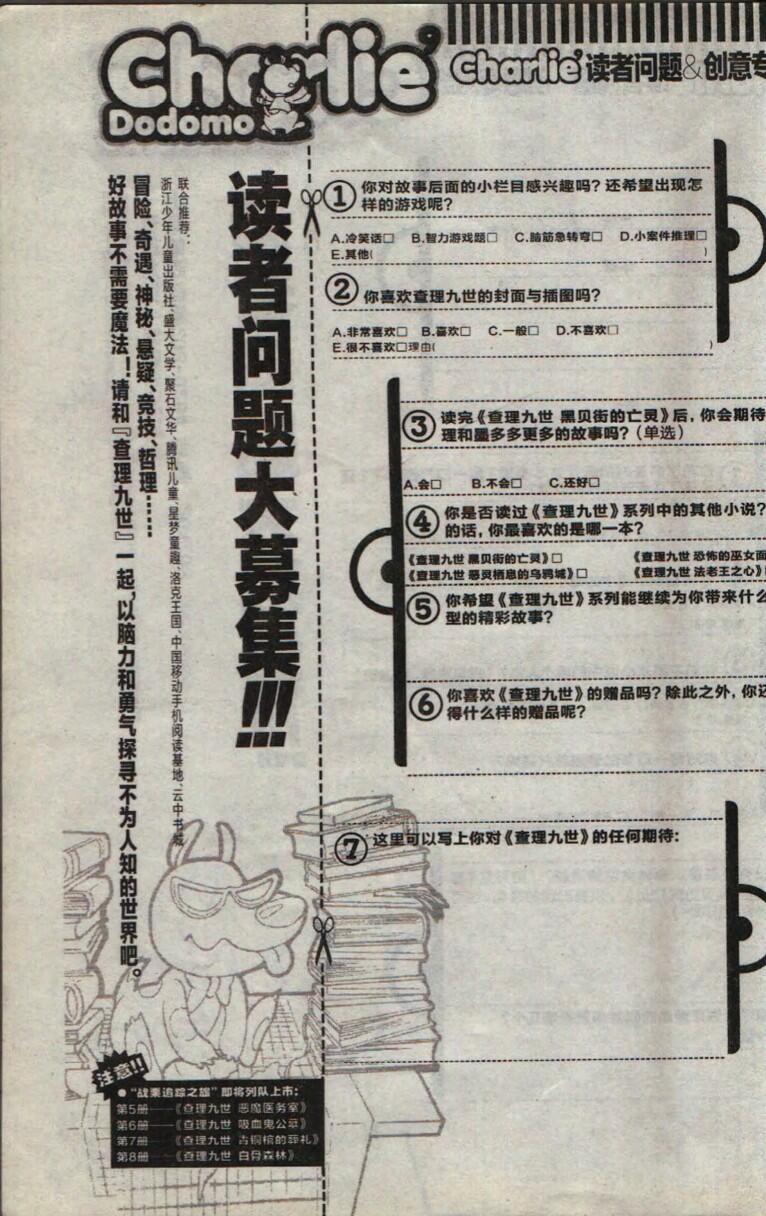 Charlie⁹
Dodomo
Charlie⁹读者问题&创意专
读者问题大募集!!!
联合推荐：
浙江少年儿童出版社、盛大文学、聚石文华、腾讯儿童、星梦童趣、洛克王国、中国移动手机阅读基地、云中书城
冒险、奇遇、神秘、悬疑、竞技、哲理……
好故事不需要魔法！请和『查理九世』一起，以脑力和勇气探寻不为人知的世界吧。
① 你对故事后面的小栏目感兴趣吗？还希望出现怎
样的游戏呢？
A.冷笑话□ B.智力游戏题□ C.脑筋急转弯□ D.小案件推理□
E.其他( )
② 你喜欢查理九世的封面与插图吗？
A.非常喜欢□ B.喜欢□ C.一般□ D.不喜欢□
E.很不喜欢□理由( )
③ 读完《查理九世 黑贝街的亡灵》后，你会期待
理和墨多多更多的故事吗？（单选）
A.会□ B.不会□ C.还好□
④ 你是否读过《查理九世》系列中的其他小说？
的话，你最喜欢的是哪一本？
《查理九世 黑贝街的亡灵》□ 《查理九世 恐怖的巫女面
《查理九世 恶灵栖息的乌鸦城》□ 《查理九世 法老王之心》
⑤ 你希望《查理九世》系列能继续为你带来什么
型的精彩故事？
⑥ 你喜欢《查理九世》的赠品吗？除此之外，你还
得什么样的赠品呢？
⑦ 这里可以写上你对《查理九世》的任何期待：
注意!!
●“战栗追踪之旅”即将列队上市：
第5册——《查理九世 恶魔医务室》
第6册——《查理九世 吸血鬼公墓》
第7册——《查理九世 青铜棺的葬礼》
第8册——《查理九世 白骨森林》